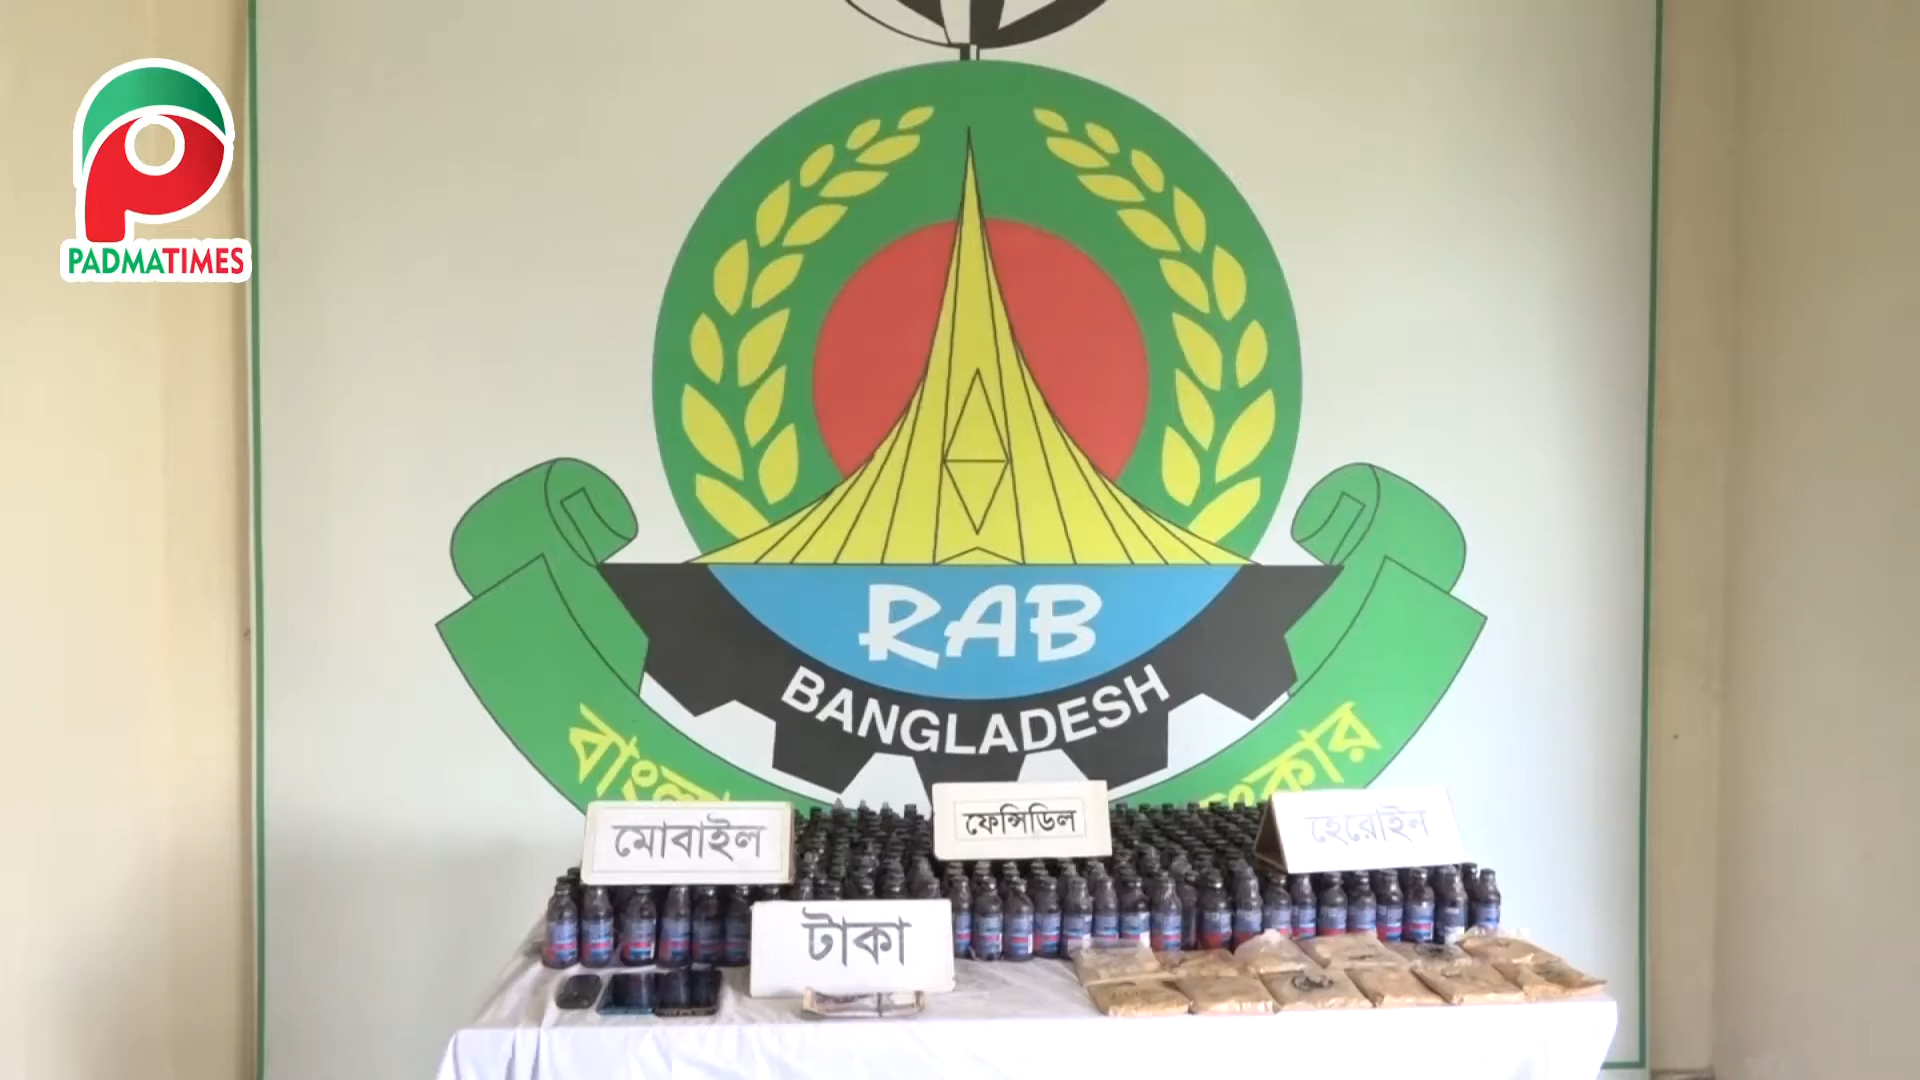 PADMATIMES
RAB
BANGLADESH
মোবাইল
ফেন্সিডিল
হেরোইন
টাকা